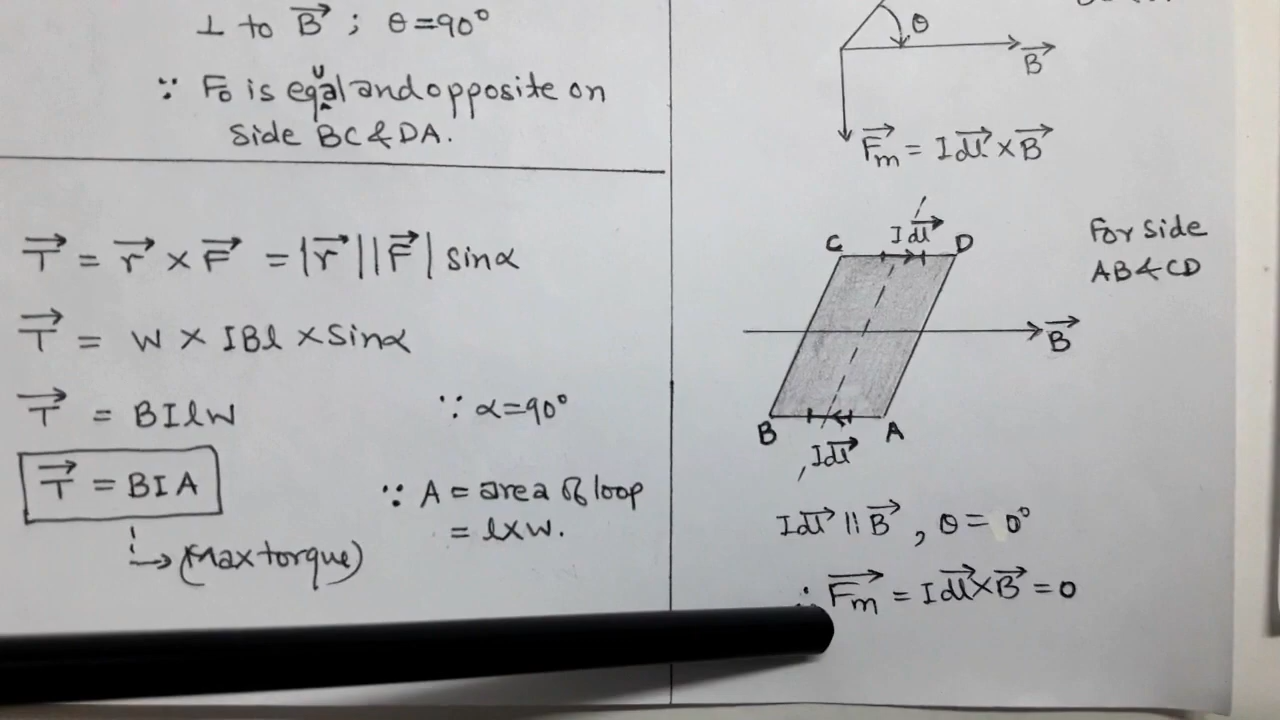 ⊥ to B⃗ ; θ = 90°
∵ F₀ is equal and opposite on
side BC & DA.
T⃗ = r⃗ × F⃗ = |r⃗||F⃗| sinα
T⃗ = W × IBl × Sinα
T⃗ = BIlW ∵ α = 90°
T⃗ = BIA ∵ A = area of loop
= l×w.
(Max torque)
θ
B⃗
F⃗m = Idl⃗ × B⃗
C Idl⃗ D
For side
AB & CD
B⃗
B A
Idl⃗
Idl⃗ || B⃗ , θ = 0°
∴ F⃗m = Idl⃗ × B⃗ = 0